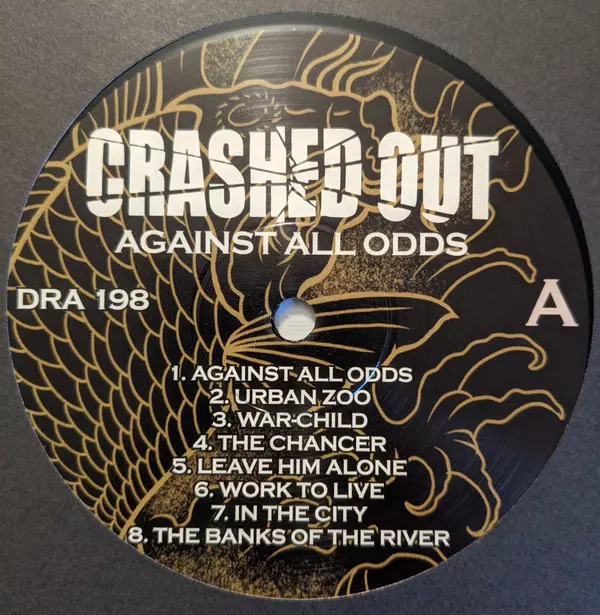 CRASHED OUT
AGAINST ALL ODDS
DRA 198
A
1. AGAINST ALL ODDS
2. URBAN ZOO
3. WAR-CHILD
4. THE CHANCER
5. LEAVE HIM ALONE
6. WORK TO LIVE
7. IN THE CITY
8. THE BANKS OF THE RIVER